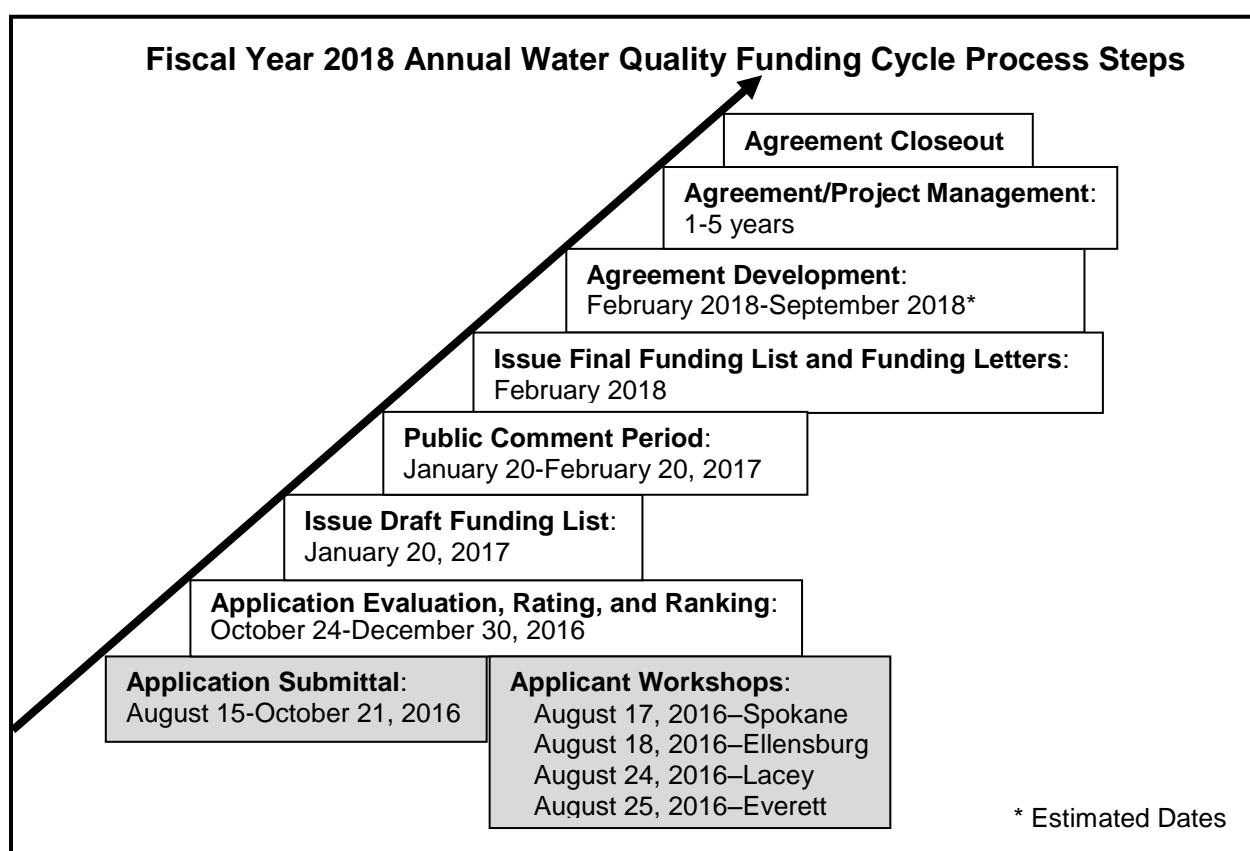 Fiscal Year 2018 Annual Water Quality Funding Cycle Process Steps
Agreement Closeout
Agreement/Project Management:
1-5 years
Agreement Development:
February 2018-September 2018*
Issue Final Funding List and Funding Letters:
February 2018
Public Comment Period:
January 20-February 20, 2017
Issue Draft Funding List:
January 20, 2017
Application Evaluation, Rating, and Ranking:
October 24-December 30, 2016
Application Submittal:
August 15-October 21, 2016
Applicant Workshops:
August 17, 2016–Spokane
August 18, 2016–Ellensburg
August 24, 2016–Lacey
August 25, 2016–Everett
* Estimated Dates